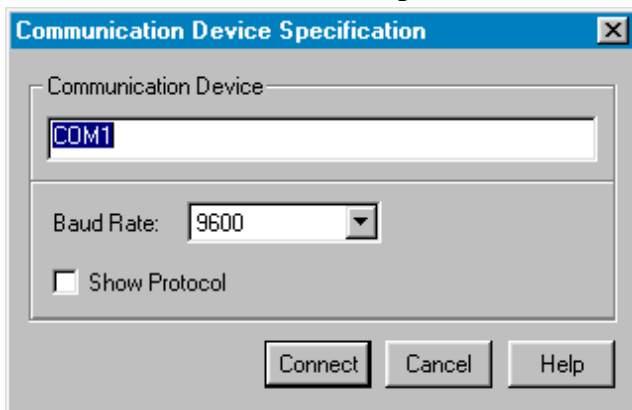 Communication Device Specification
Communication Device
COM1
Baud Rate: 9600
Show Protocol
Connect Cancel Help